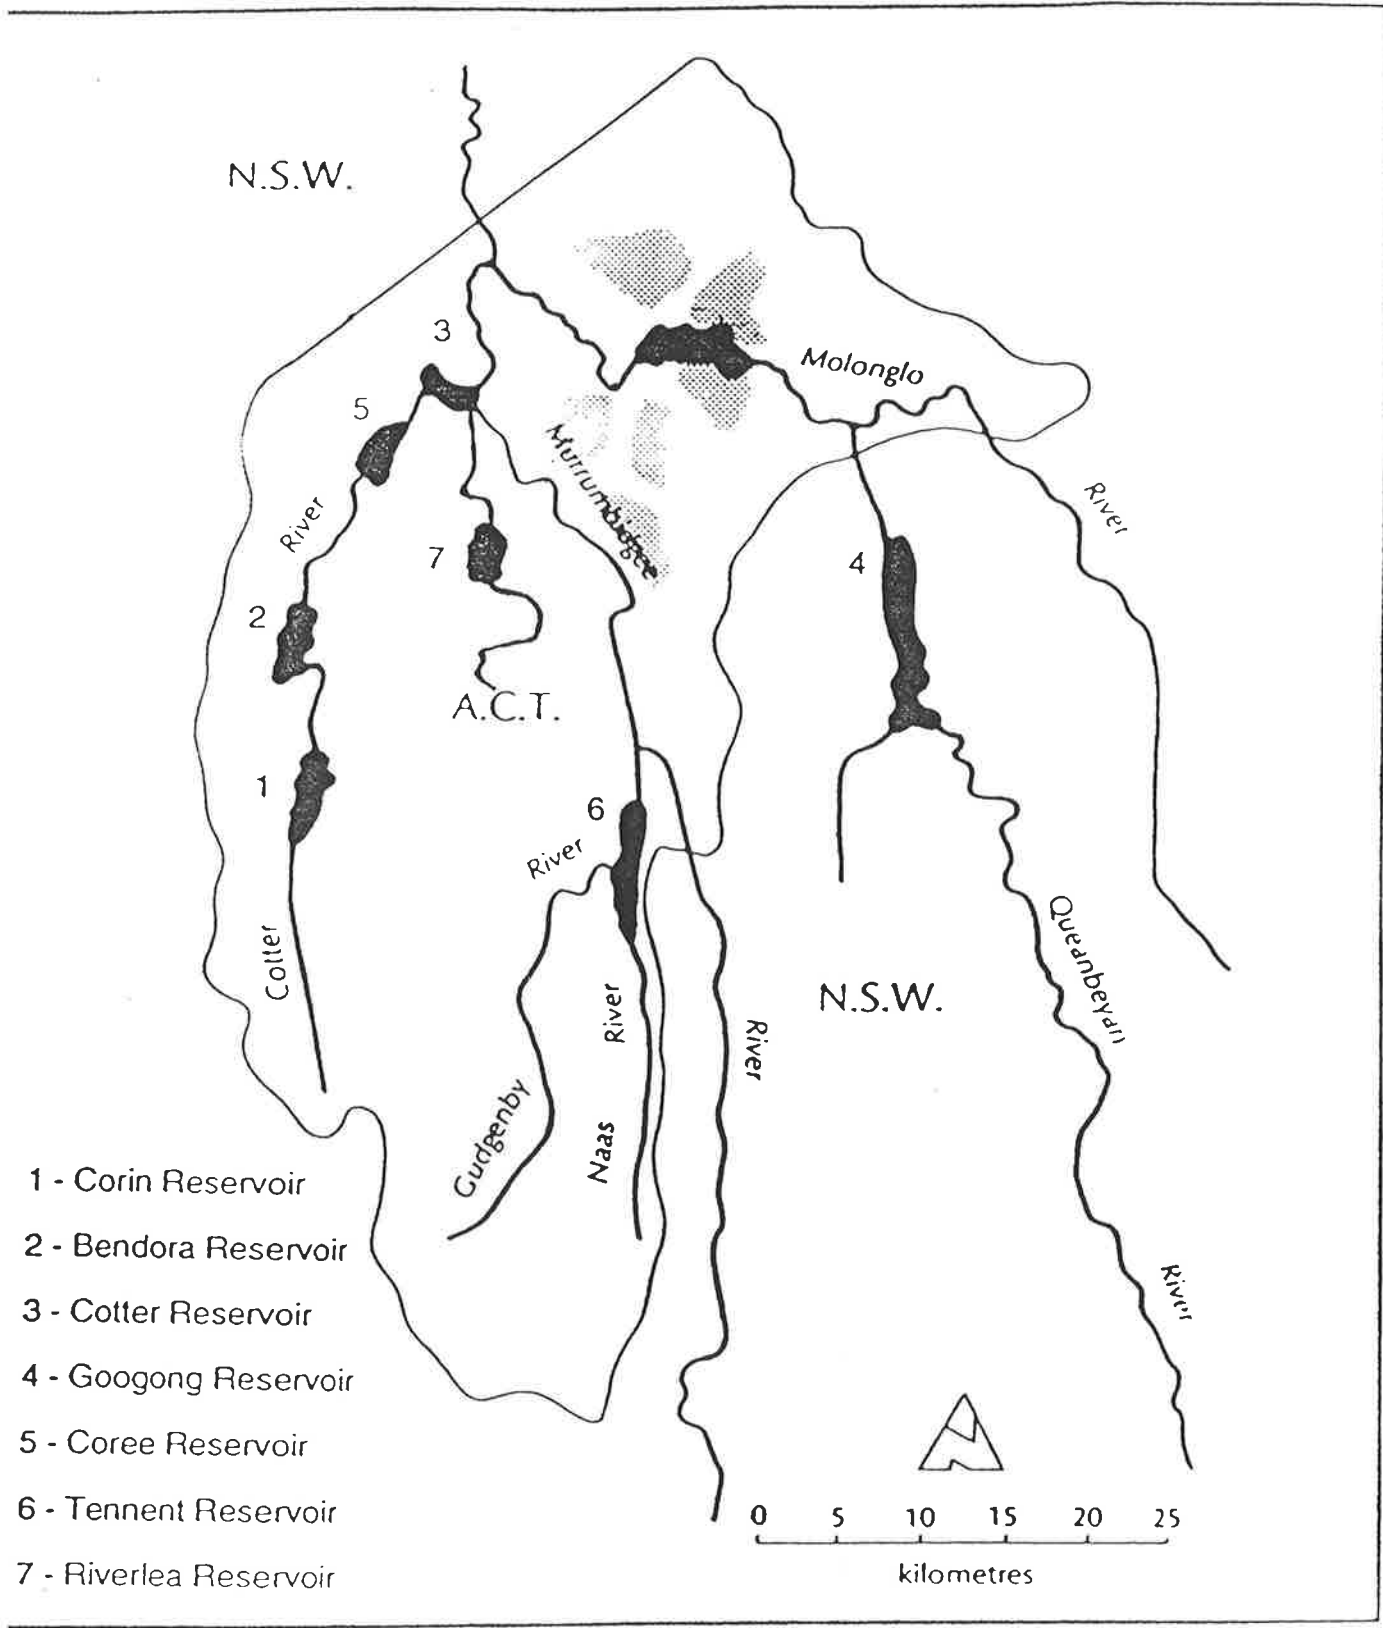 N.S.W.
3
Molonglo
5
Murrumbidgee
River
River
4
7
2
A.C.T.
1
6
River
Cotter
Queanbeyan
N.S.W.
River
River
Gudgenby
Naas
River
1 - Corin Reservoir
2 - Bendora Reservoir
3 - Cotter Reservoir
4 - Googong Reservoir
5 - Coree Reservoir
6 - Tennent Reservoir
7 - Riverlea Reservoir
0 5 10 15 20 25
kilometres